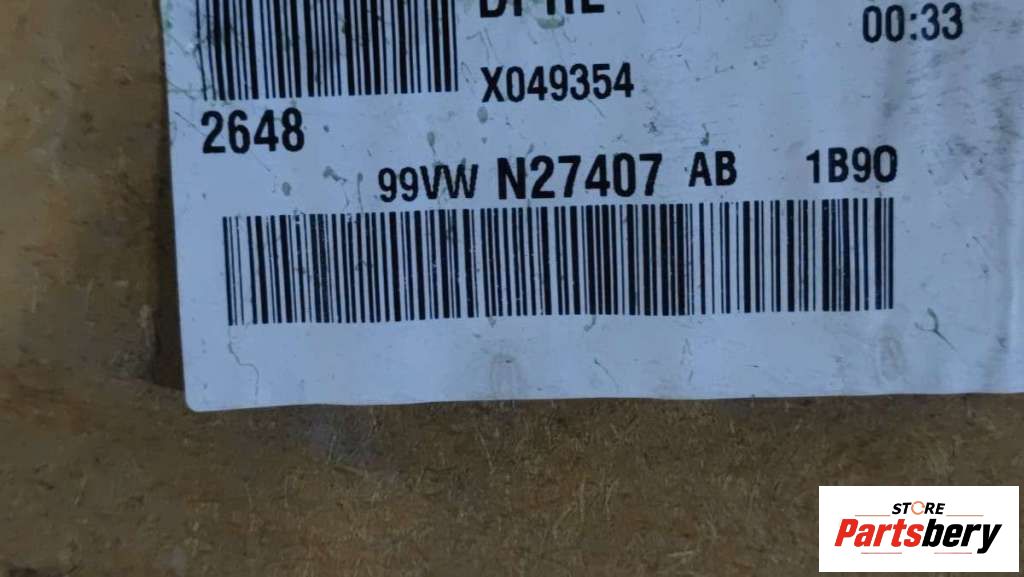 00:33
X049354
2648
99VW N27407 AB 1B90
STORE
Partsbery